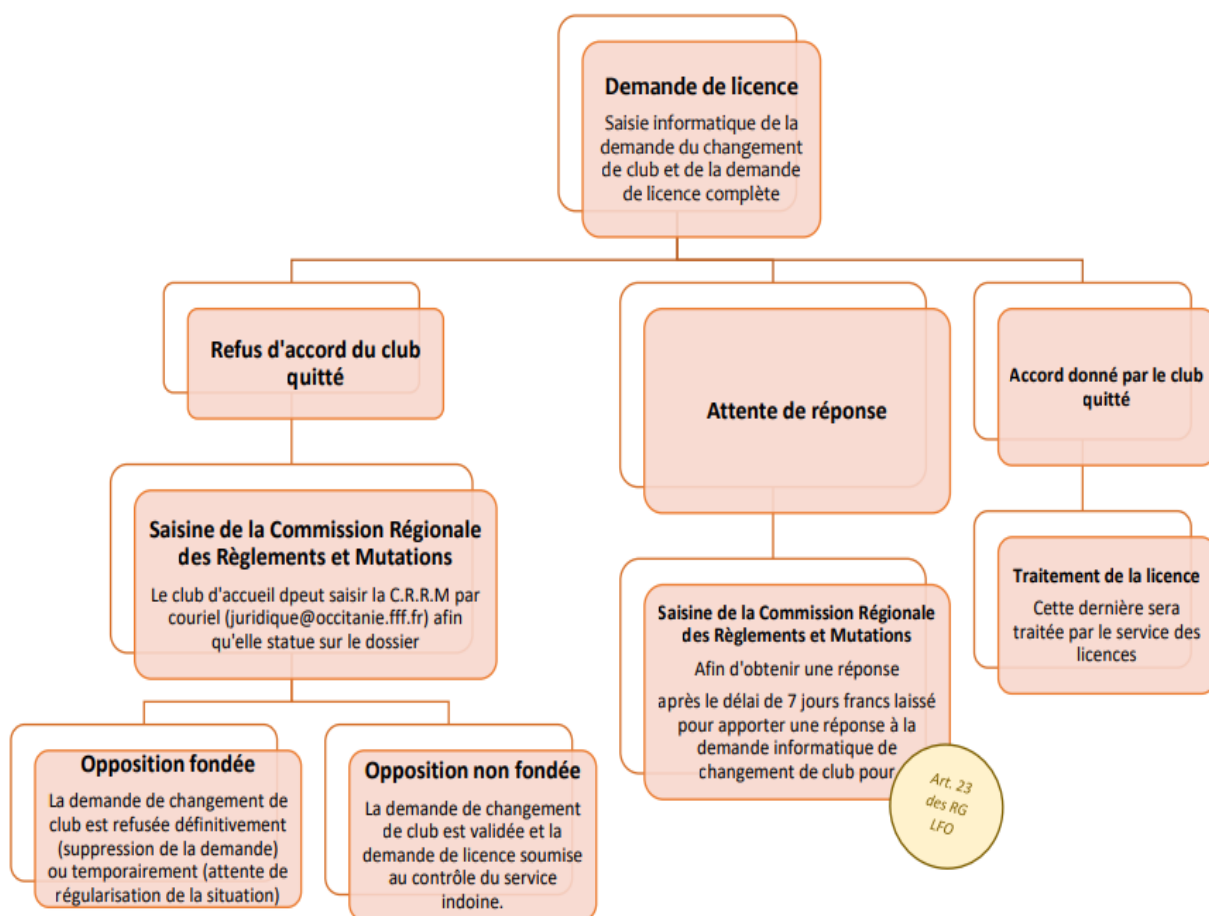 Demande de licence
Saisie informatique de la
demande du changement
de club et de la demande
de licence complète
Refus d'accord du club
quitté
Attente de réponse
Accord donné par le club
quitté
Saisine de la Commission Régionale
des Règlements et Mutations
Le club d'accueil dpeut saisir la C.R.R.M par
couriel (juridique@occitanie.fff.fr) afin
qu'elle statue sur le dossier
Saisine de la Commission Régionale
des Règlements et Mutations
Afin d'obtenir une réponse
après le délai de 7 jours francs laissé
pour apporter une réponse à la
demande informatique de
changement de club pour
Art. 23
des RG
LFO
Traitement de la licence
Cette dernière sera
traitée par le service des
licences
Opposition fondée
La demande de changement de
club est refusée définitivement
(suppression de la demande)
ou temporairement (attente de
régularisation de la situation)
Opposition non fondée
La demande de changement
de club est validée et la
demande de licence soumise
au contrôle du service
indoine.